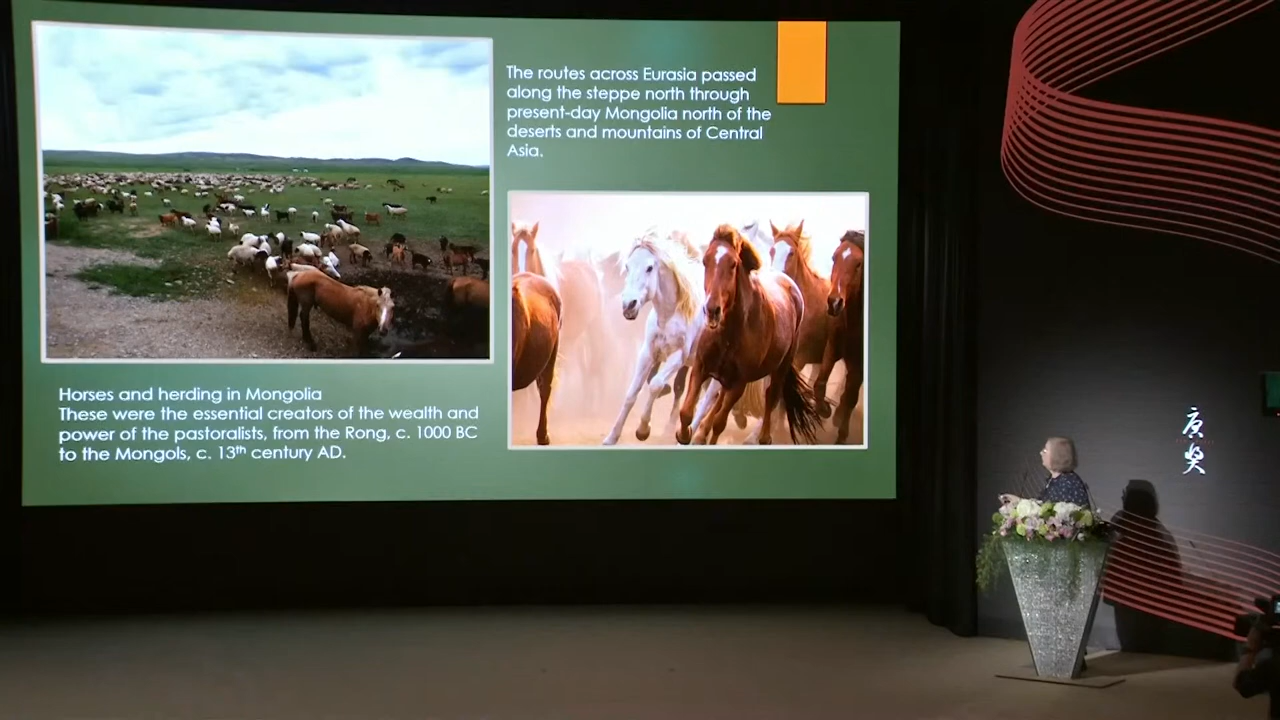 The routes across Eurasia passed
along the steppe north through
present-day Mongolia north of the
deserts and mountains of Central
Asia.
Horses and herding in Mongolia
These were the essential creators of the wealth and
power of the pastoralists, from the Rong, c. 1000 BC
to the Mongols, c. 13th century AD.